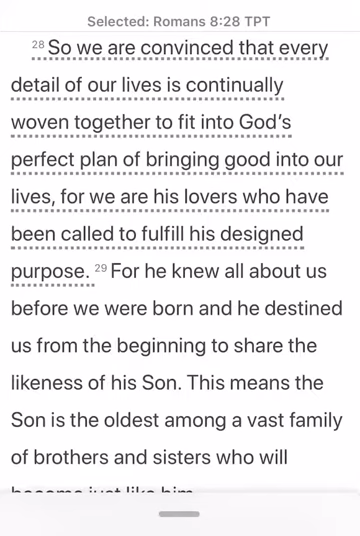 Selected: Romans 8:28 TPT
28 So we are convinced that every
detail of our lives is continually
woven together to fit into God’s
perfect plan of bringing good into our
lives, for we are his lovers who have
been called to fulfill his designed
purpose. 29 For he knew all about us
before we were born and he destined
us from the beginning to share the
likeness of his Son. This means the
Son is the oldest among a vast family
of brothers and sisters who will
become just like him.